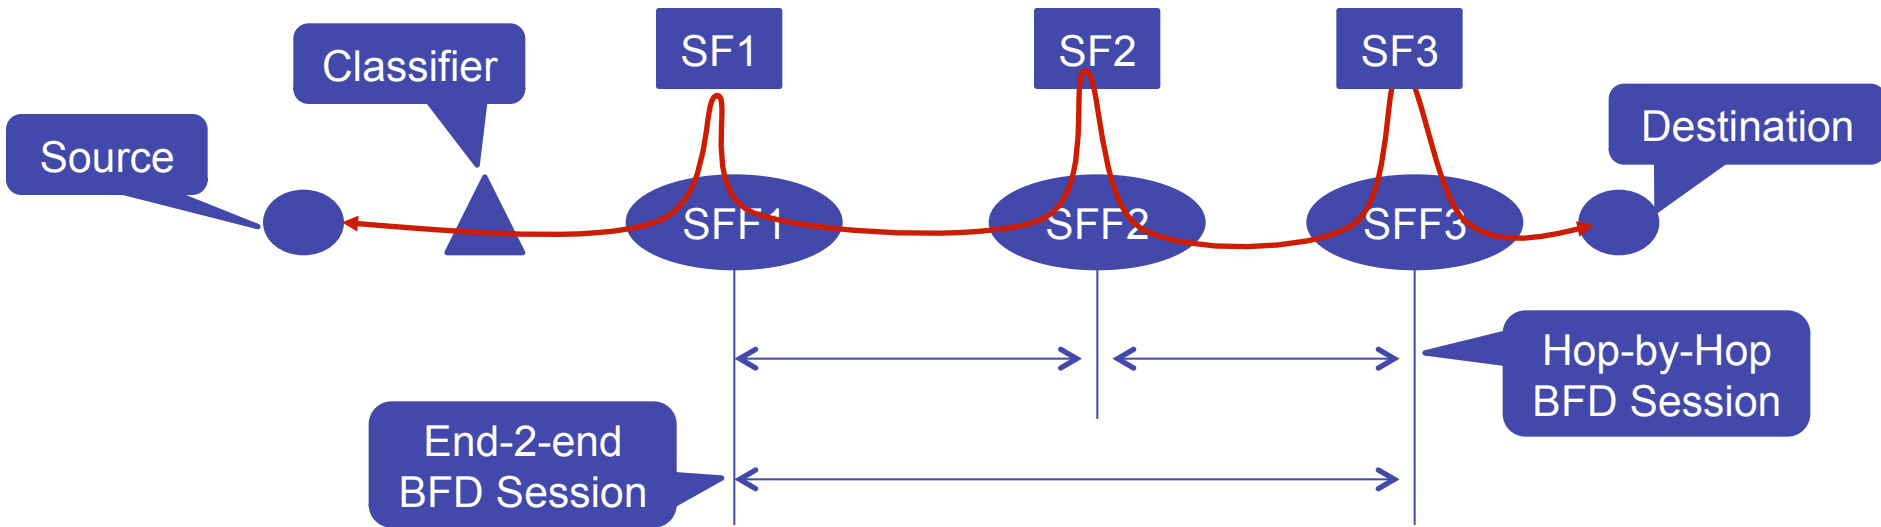 SF1
SF2
SF3
Classifier
Destination
Source
SFF1
SFF2
SFF3
Hop-by-Hop
BFD Session
End-2-end
BFD Session